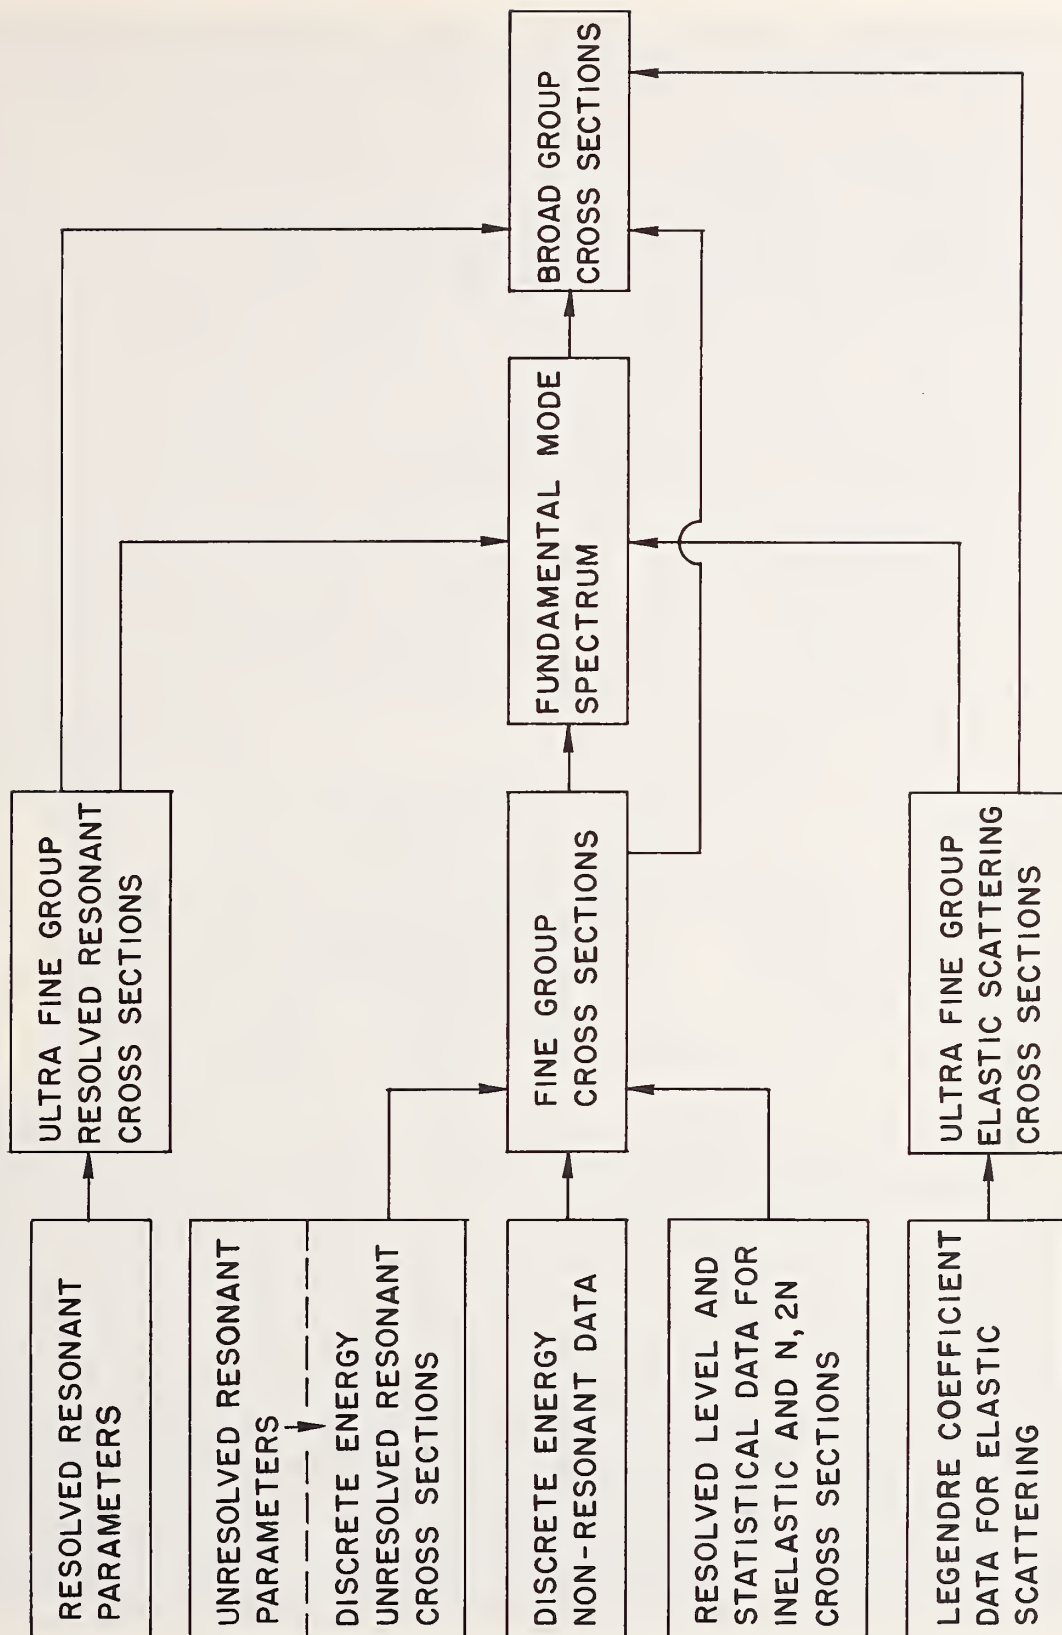 RESOLVED RESONANT
PARAMETERS
UNRESOLVED RESONANT
PARAMETERS
DISCRETE ENERGY
UNRESOLVED RESONANT
CROSS SECTIONS
DISCRETE ENERGY
NON-RESONANT DATA
RESOLVED LEVEL AND
STATISTICAL DATA FOR
INELASTIC AND N,2N
CROSS SECTIONS
LEGENDRE COEFFICIENT
DATA FOR ELASTIC
SCATTERING
ULTRA FINE GROUP
RESOLVED RESONANT
CROSS SECTIONS
FINE GROUP
CROSS SECTIONS
ULTRA FINE GROUP
ELASTIC SCATTERING
CROSS SECTIONS
FUNDAMENTAL MODE
SPECTRUM
BROAD GROUP
CROSS SECTIONS